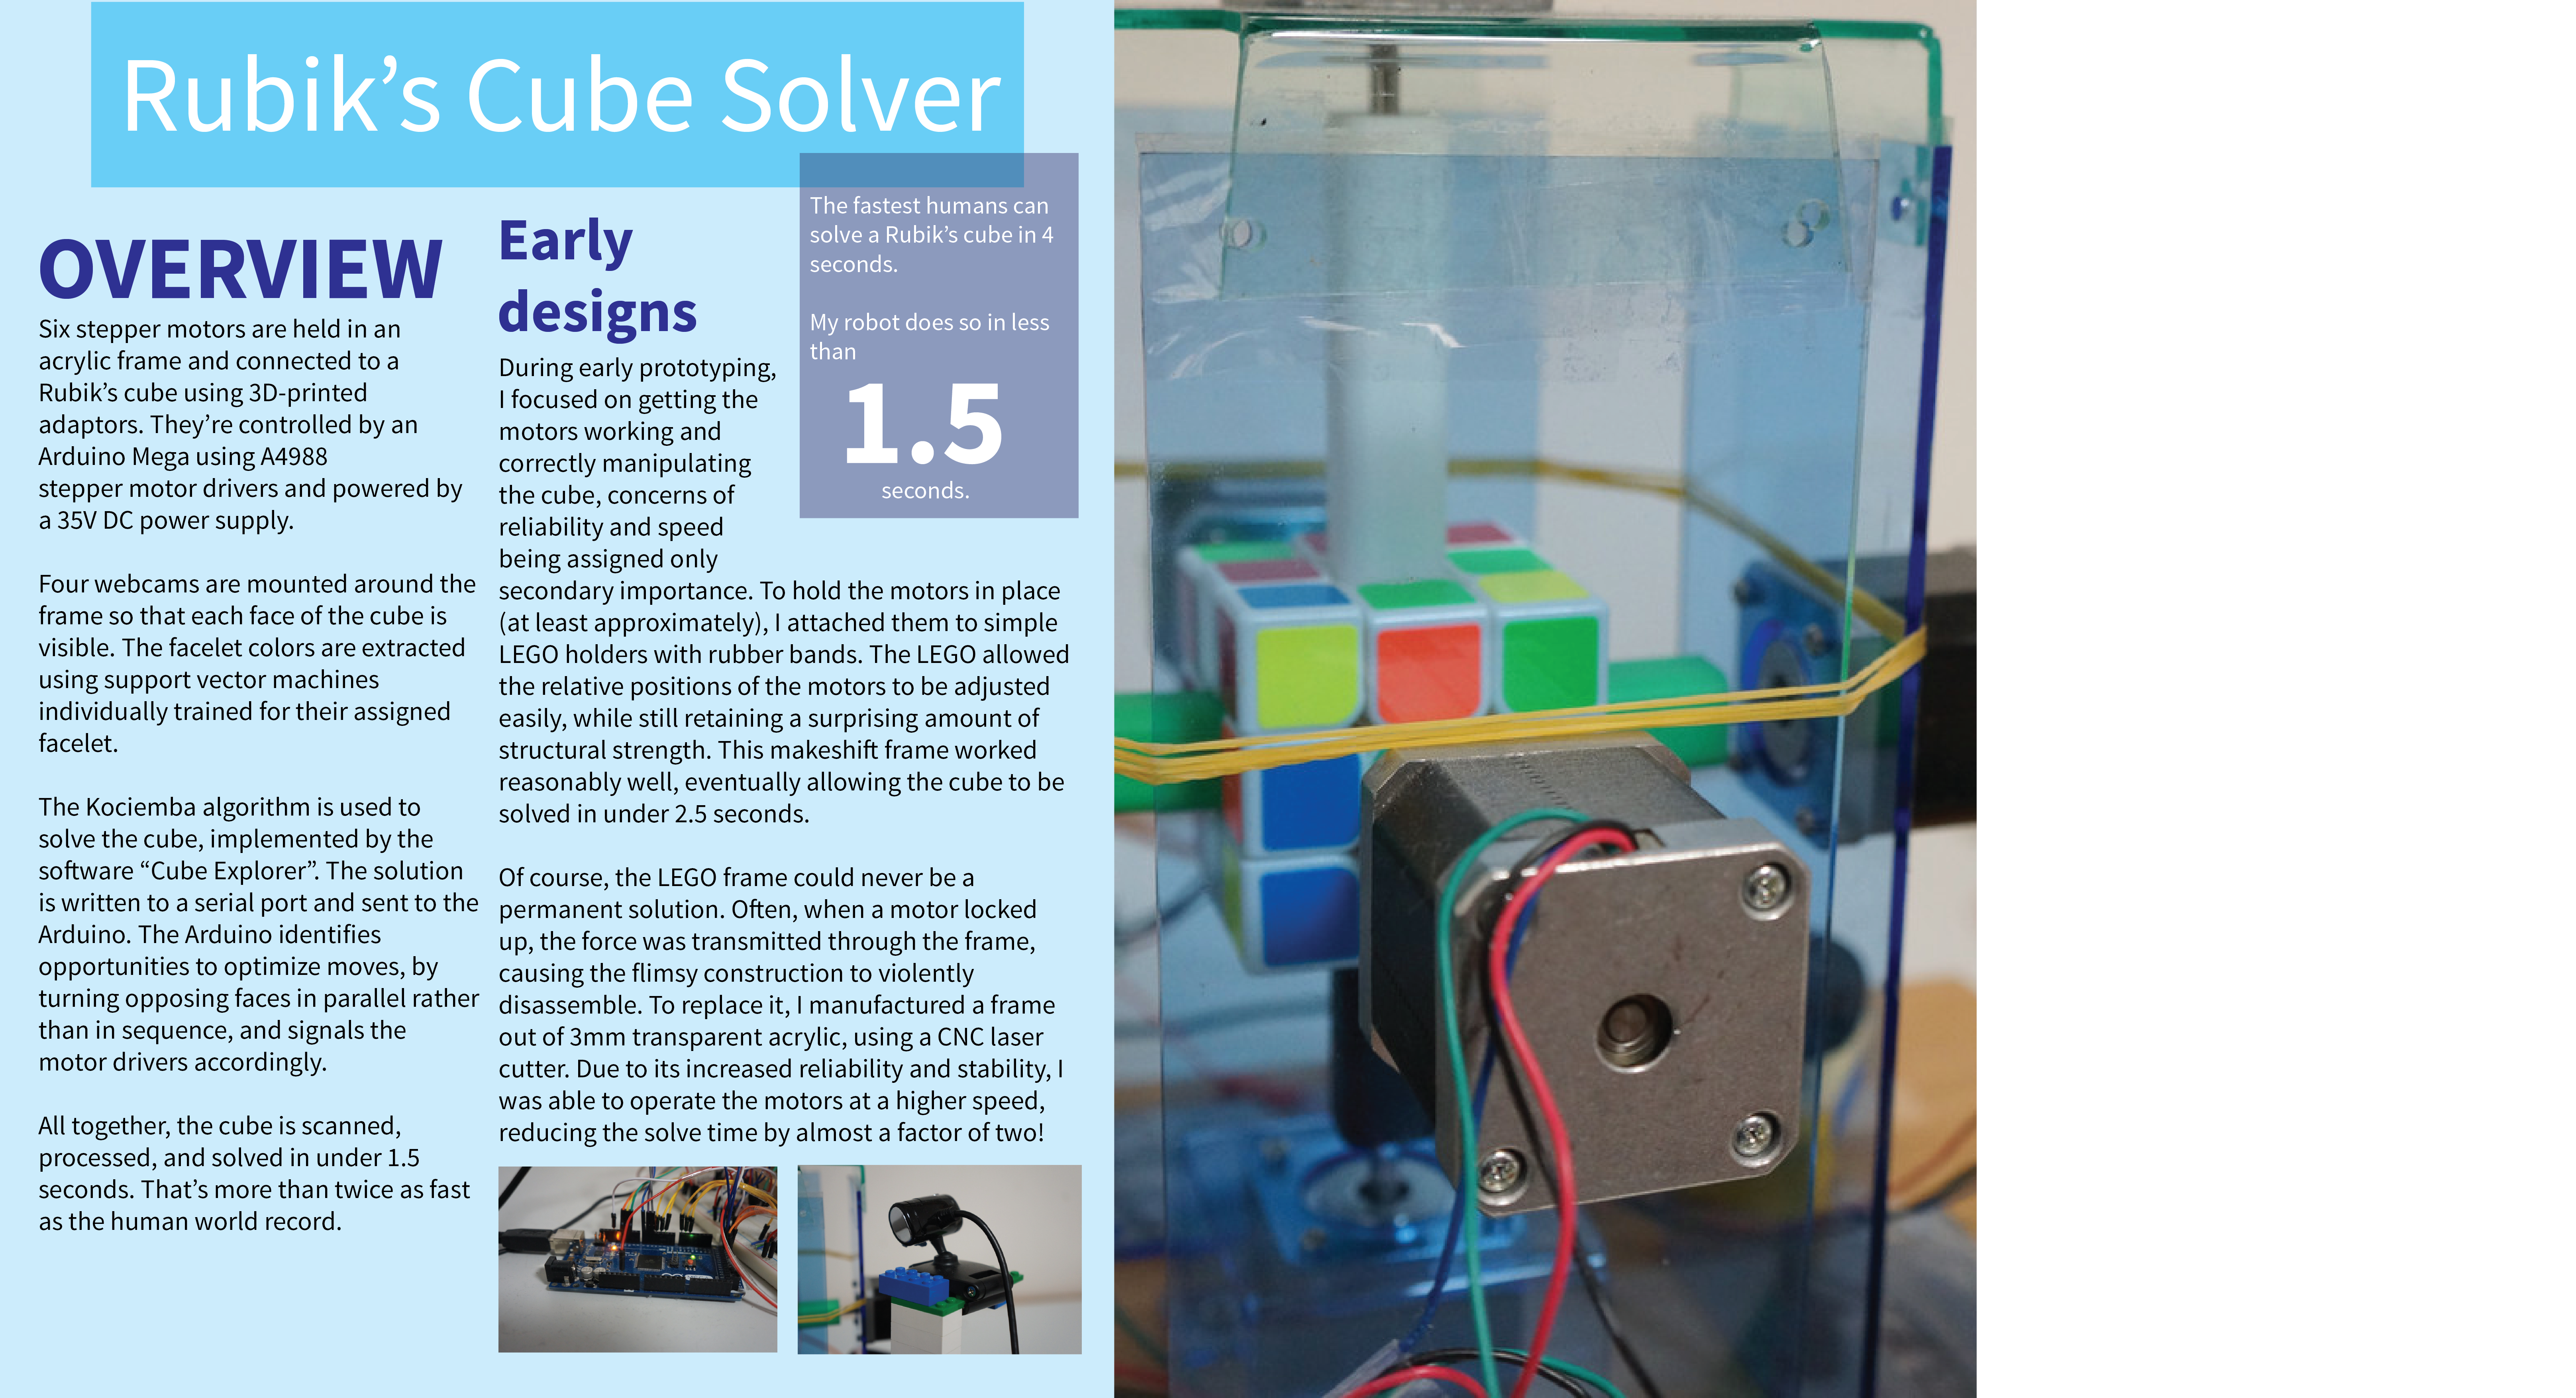 Rubik’s Cube Solver
OVERVIEW
Six stepper motors are held in an
acrylic frame and connected to a
Rubik’s cube using 3D-printed
adaptors. They’re controlled by an
Arduino Mega using A4988
stepper motor drivers and powered by
a 35V DC power supply.
Four webcams are mounted around the
frame so that each face of the cube is
visible. The facelet colors are extracted
using support vector machines
individually trained for their assigned
facelet.
The Kociemba algorithm is used to
solve the cube, implemented by the
software “Cube Explorer”. The solution
is written to a serial port and sent to the
Arduino. The Arduino identifies
opportunities to optimize moves, by
turning opposing faces in parallel rather
than in sequence, and signals the
motor drivers accordingly.
All together, the cube is scanned,
processed, and solved in under 1.5
seconds. That’s more than twice as fast
as the human world record.
Early
designs
During early prototyping,
I focused on getting the
motors working and
correctly manipulating
the cube, concerns of
reliability and speed
being assigned only
secondary importance. To hold the motors in place
(at least approximately), I attached them to simple
LEGO holders with rubber bands. The LEGO allowed
the relative positions of the motors to be adjusted
easily, while still retaining a surprising amount of
structural strength. This makeshift frame worked
reasonably well, eventually allowing the cube to be
solved in under 2.5 seconds.
Of course, the LEGO frame could never be a
permanent solution. Often, when a motor locked
up, the force was transmitted through the frame,
causing the flimsy construction to violently
disassemble. To replace it, I manufactured a frame
out of 3mm transparent acrylic, using a CNC laser
cutter. Due to its increased reliability and stability, I
was able to operate the motors at a higher speed,
reducing the solve time by almost a factor of two!
The fastest humans can
solve a Rubik’s cube in 4
seconds.
My robot does so in less
than
1.5
seconds.